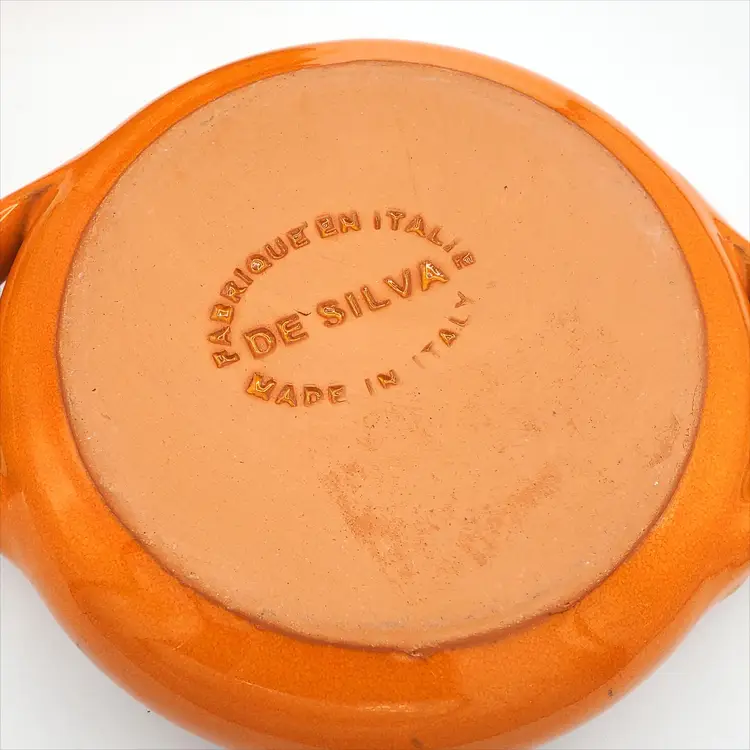 FABRIQUE EN ITALIE
DE SILVA
MADE IN ITALY